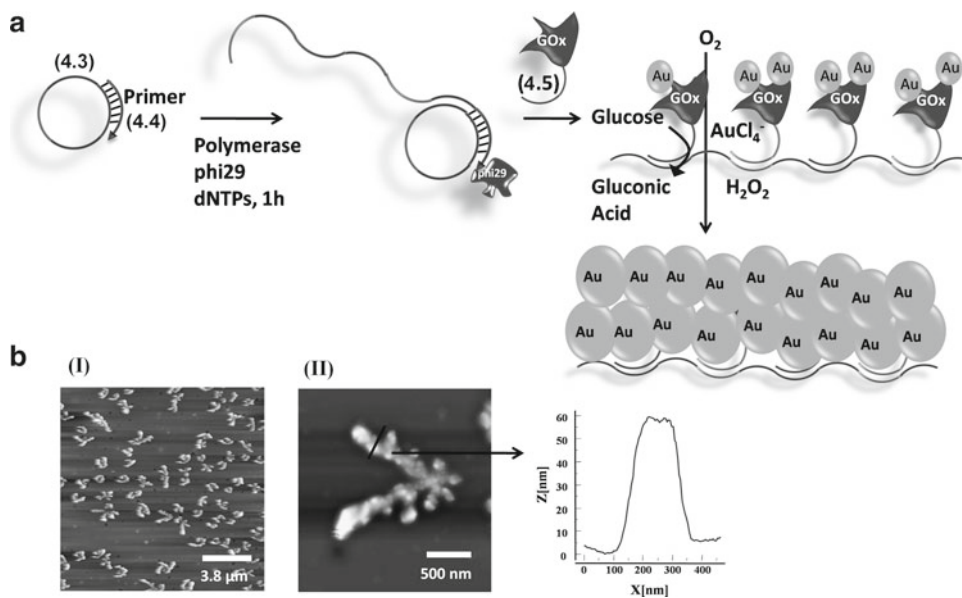 a
(4.3)
Primer
(4.4)
Polymerase
phi29
dNTPs, 1h
phi29
GOx
(4.5)
O₂
Au
GOx
Au Au
GOx
Au Au
GOx
Au Au
GOx
Glucose
AuCl₄⁻
Gluconic
Acid
H₂O₂
Au Au Au Au Au Au Au Au
Au Au Au Au Au Au Au Au
b
(I)
3.8 µm
(II)
500 nm
Z[nm]
60
50
40
30
20
10
0
0 100 200 300 400
X[nm]